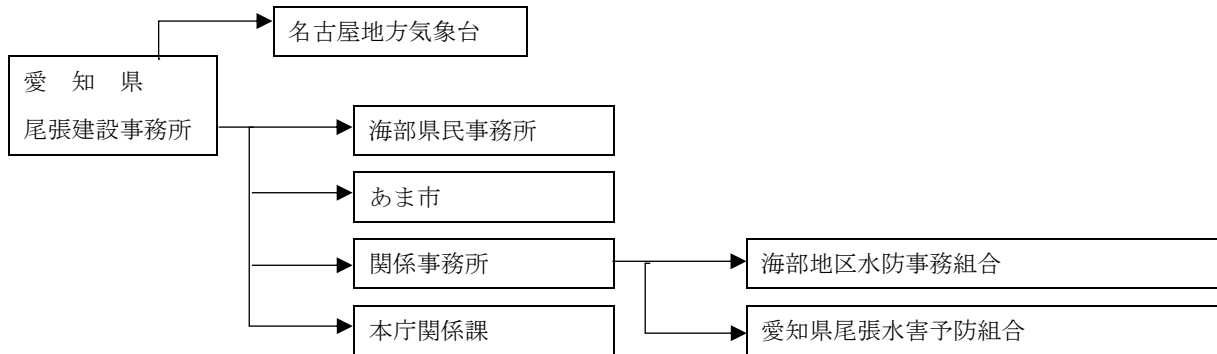 名古屋地方気象台
愛　知　県
尾張建設事務所
海部県民事務所
あま市
関係事務所
海部地区水防事務組合
本庁関係課
愛知県尾張水害予防組合